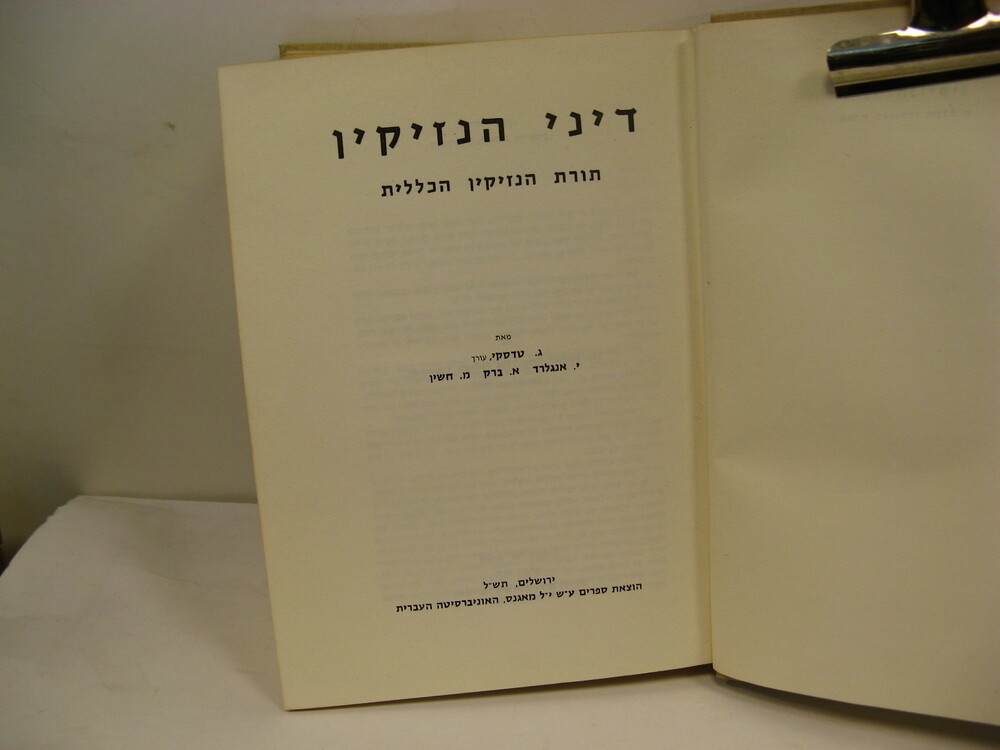 דיני הנזיקין
תורת הנזיקין הכללית
מאת
ג. טדסקי, עורך
י. אנגלרד א. ברק מ. חשין
ירושלים, תש״ל
הוצאת ספרים ע״ש י״ל מאגנס, האוניברסיטה העברית